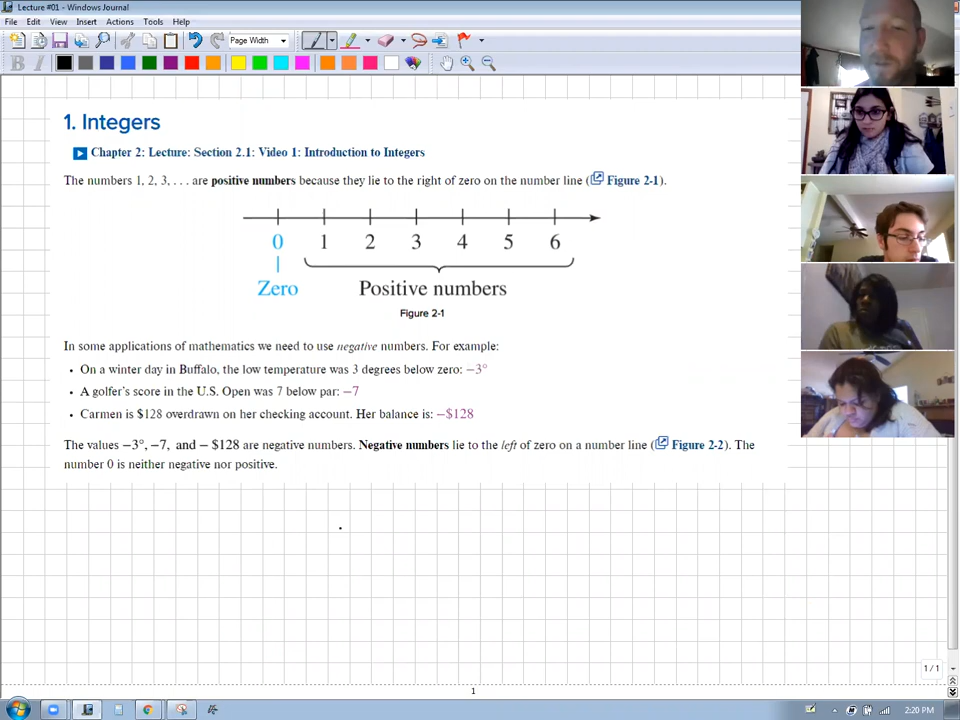 Lecture #01 - Windows Journal
File Edit View Insert Actions Tools Help
Page Width
B I
1. Integers
Chapter 2: Lecture: Section 2.1: Video 1: Introduction to Integers
The numbers 1, 2, 3, . . . are positive numbers because they lie to the right of zero on the number line ( Figure 2-1).
0 1 2 3 4 5 6
Zero Positive numbers
Figure 2-1
In some applications of mathematics we need to use negative numbers. For example:
• On a winter day in Buffalo, the low temperature was 3 degrees below zero: −3°
• A golfer's score in the U.S. Open was 7 below par: −7
• Carmen is $128 overdrawn on her checking account. Her balance is: −$128
The values −3°, −7, and − $128 are negative numbers. Negative numbers lie to the left of zero on a number line ( Figure 2-2). The
number 0 is neither negative nor positive.
1 / 1
1
2:20 PM